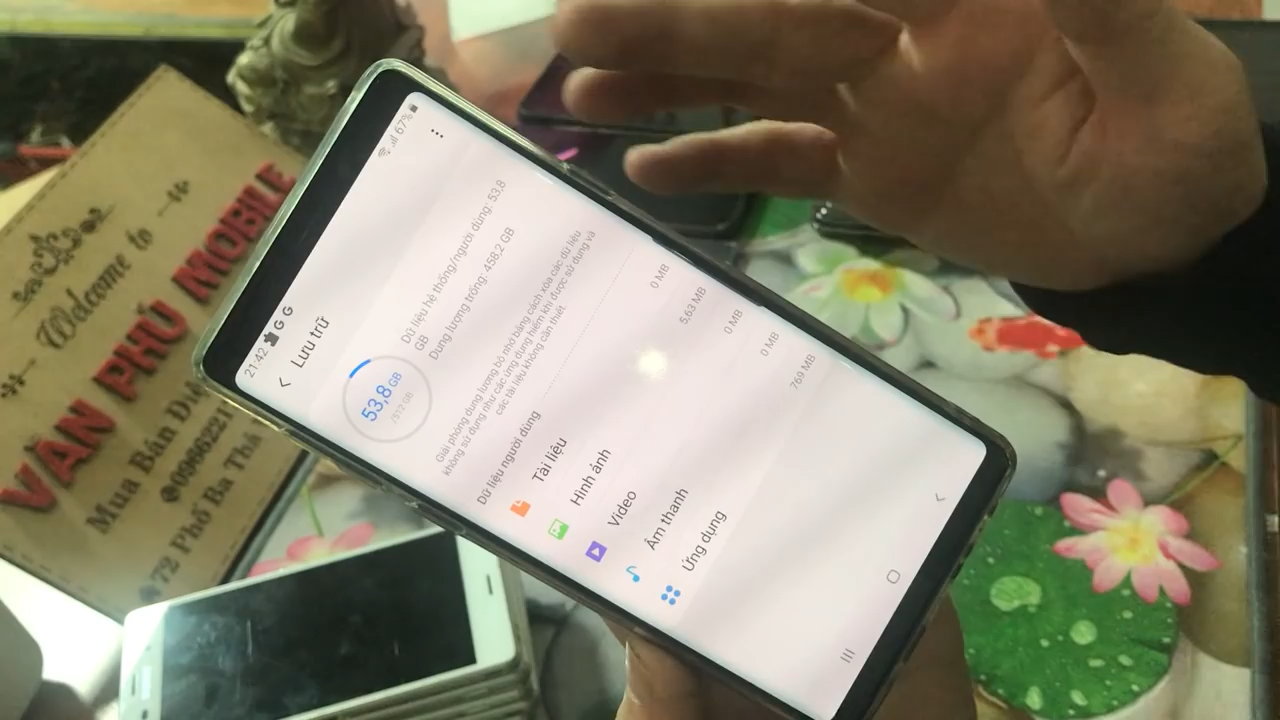 Welcome to
VĂN PHÚ MOBILE
Mua Bán Điệ
72 Phố Ba Thá
21:42 G G 67%
Lưu trữ
53,8 GB
/512 GB
Dữ liệu hệ thống/người dùng: 53,8
GB
Dung lượng trống: 458,2 GB
Giải phóng dung lượng bộ nhớ bằng cách xóa các dữ liệu
không sử dụng như các ứng dụng hiếm khi được sử dụng và
các tài liệu không cần thiết.
Dữ liệu người dùng
Tài liệu 0 MB
Hình ảnh 5,63 MB
Video 0 MB
Âm thanh 0 MB
Ứng dụng 769 MB